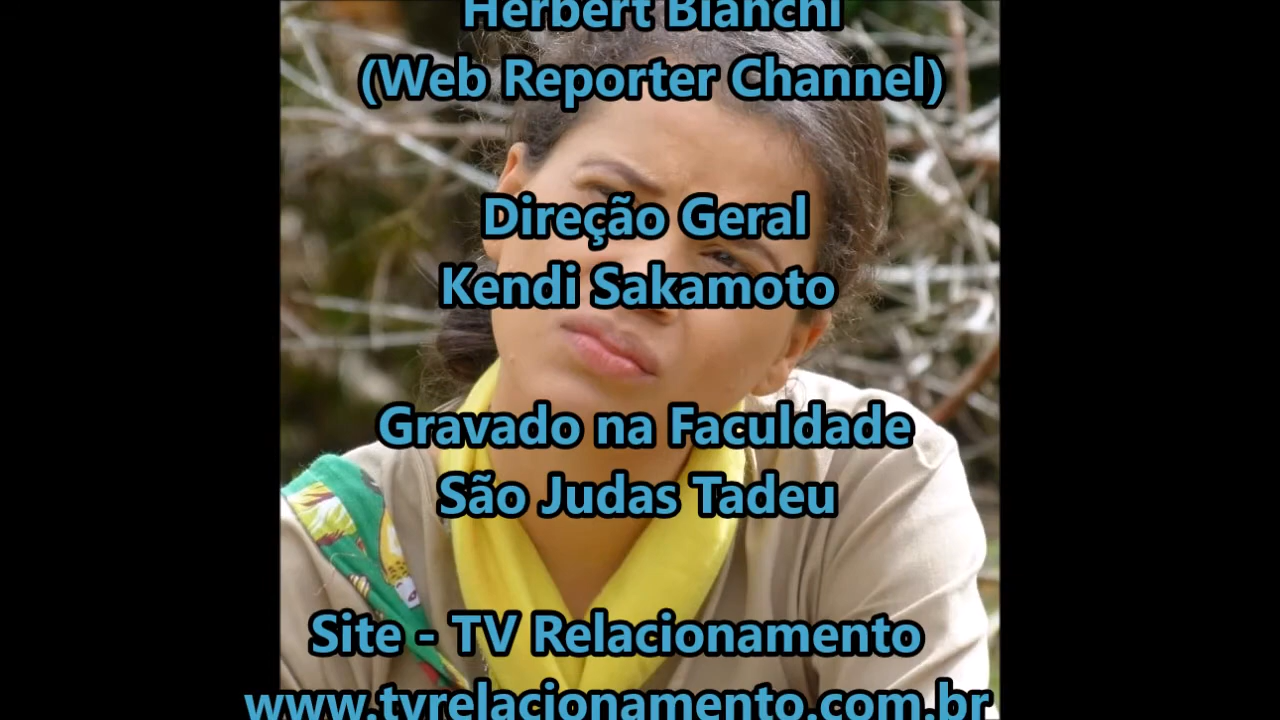 Herbert Bianchi
(Web Reporter Channel)
Direção Geral
Kendi Sakamoto
Gravado na Faculdade
São Judas Tadeu
Site - TV Relacionamento
www.tvrelacionamento.com.br